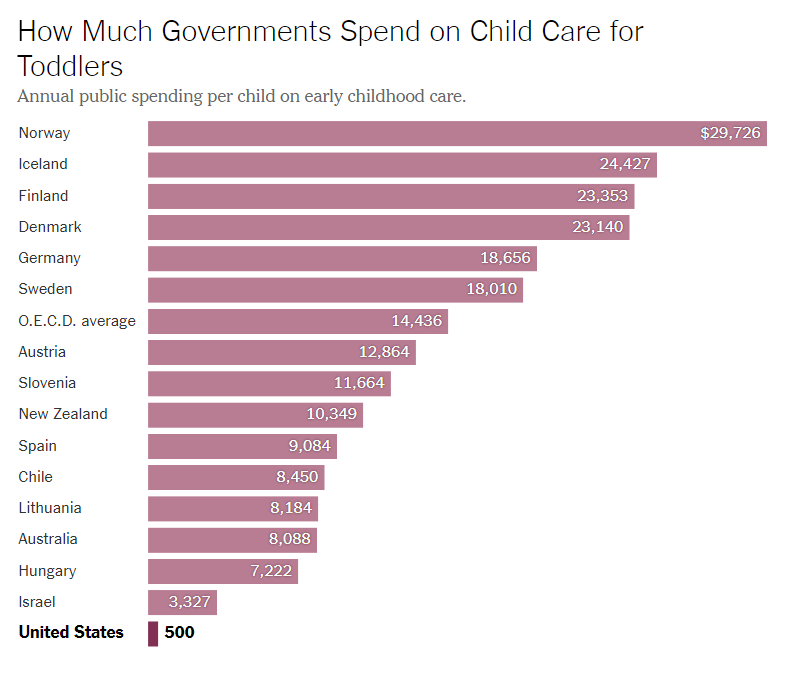 How Much Governments Spend on Child Care for
Toddlers
Annual public spending per child on early childhood care.
Norway $29,726
Iceland 24,427
Finland 23,353
Denmark 23,140
Germany 18,656
Sweden 18,010
O.E.C.D. average 14,436
Austria 12,864
Slovenia 11,664
New Zealand 10,349
Spain 9,084
Chile 8,450
Lithuania 8,184
Australia 8,088
Hungary 7,222
Israel 3,327
United States 500